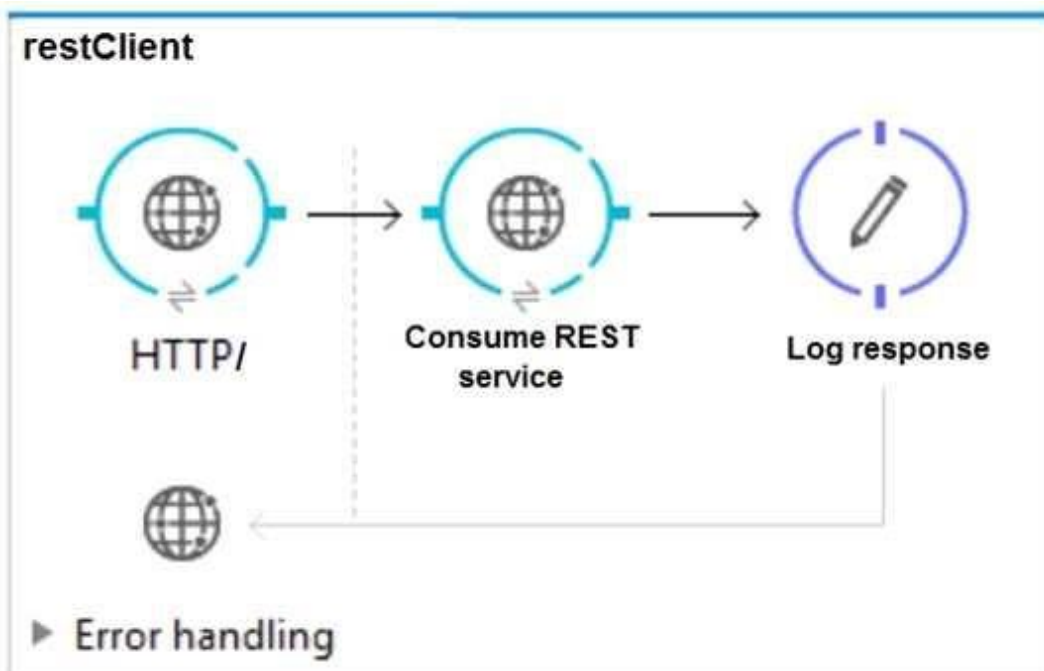 restClient
HTTP/
Consume REST
service
Log response
Error handling